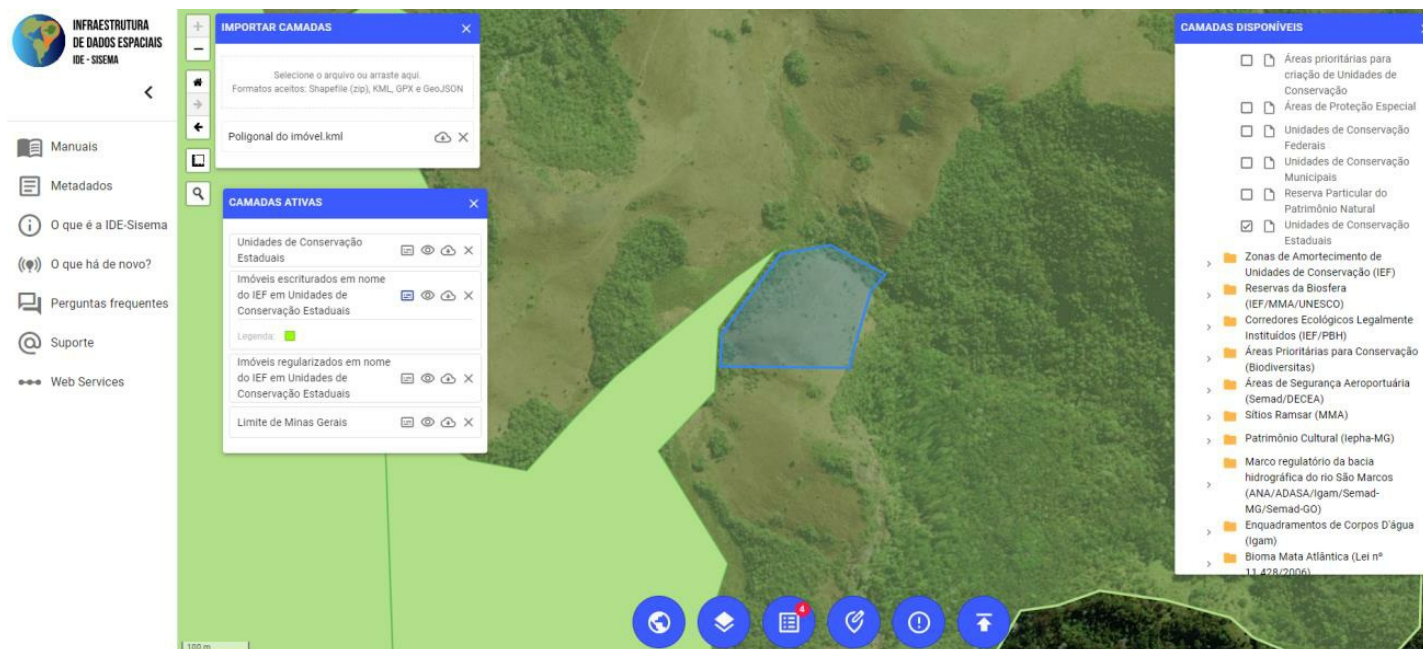 INFRAESTRUTURA
DE DADOS ESPACIAIS
IDE - SISEMA
Manuais
Metadados
O que é a IDE-Sisema
O que há de novo?
Perguntas frequentes
Suporte
Web Services
IMPORTAR CAMADAS
Selecione o arquivo ou arraste aqui.
Formatos aceitos: Shapefile (zip), KML, GPX e GeoJSON
Poligonal do imóvel.kml
CAMADAS ATIVAS
Unidades de Conservação
Estaduais
Imóveis escriturados em nome
do IEF em Unidades de
Conservação Estaduais
Legenda:
Imóveis regularizados em nome
do IEF em Unidades de
Conservação Estaduais
Limite de Minas Gerais
100 m
4
CAMADAS DISPONÍVEIS
Áreas prioritárias para
criação de Unidades de
Conservação
Áreas de Proteção Especial
Unidades de Conservação
Federais
Unidades de Conservação
Municipais
Reserva Particular do
Patrimônio Natural
Unidades de Conservação
Estaduais
Zonas de Amortecimento de
Unidades de Conservação (IEF)
Reservas da Biosfera
(IEF/MMA/UNESCO)
Corredores Ecológicos Legalmente
Instituídos (IEF/PBH)
Áreas Prioritárias para Conservação
(Biodiversitas)
Áreas de Segurança Aeroportuária
(Semad/DECEA)
Sítios Ramsar (MMA)
Patrimônio Cultural (Iepha-MG)
Marco regulatório da bacia
hidrográfica do rio São Marcos
(ANA/ADASA/Igam/Semad-
MG/Semad-GO)
Enquadramentos de Corpos D'água
(Igam)
Bioma Mata Atlântica (Lei nº
11.428/2006)